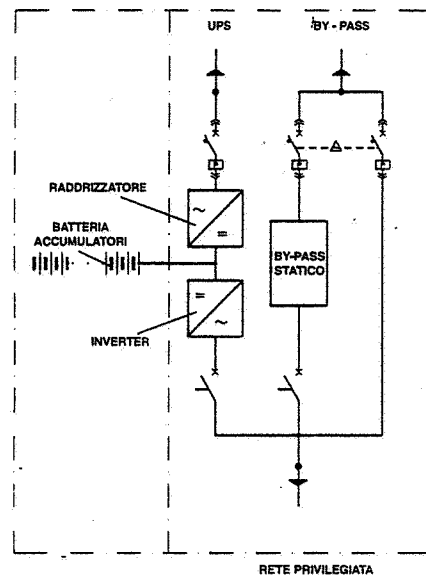 UPS
BY - PASS
RADDRIZZATORE
BATTERIA
ACCUMULATORI
BY-PASS
STATICO
INVERTER
RETE PRIVILEGIATA